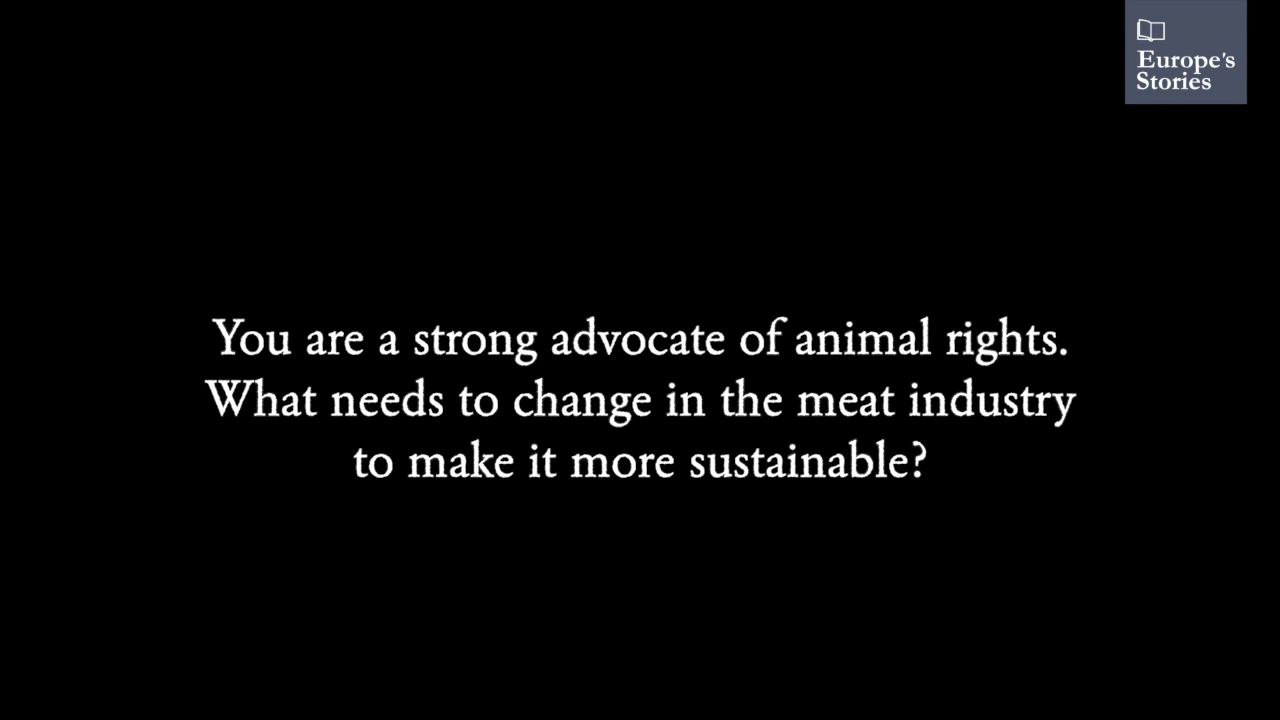 Europe's
Stories
You are a strong advocate of animal rights.
What needs to change in the meat industry
to make it more sustainable?